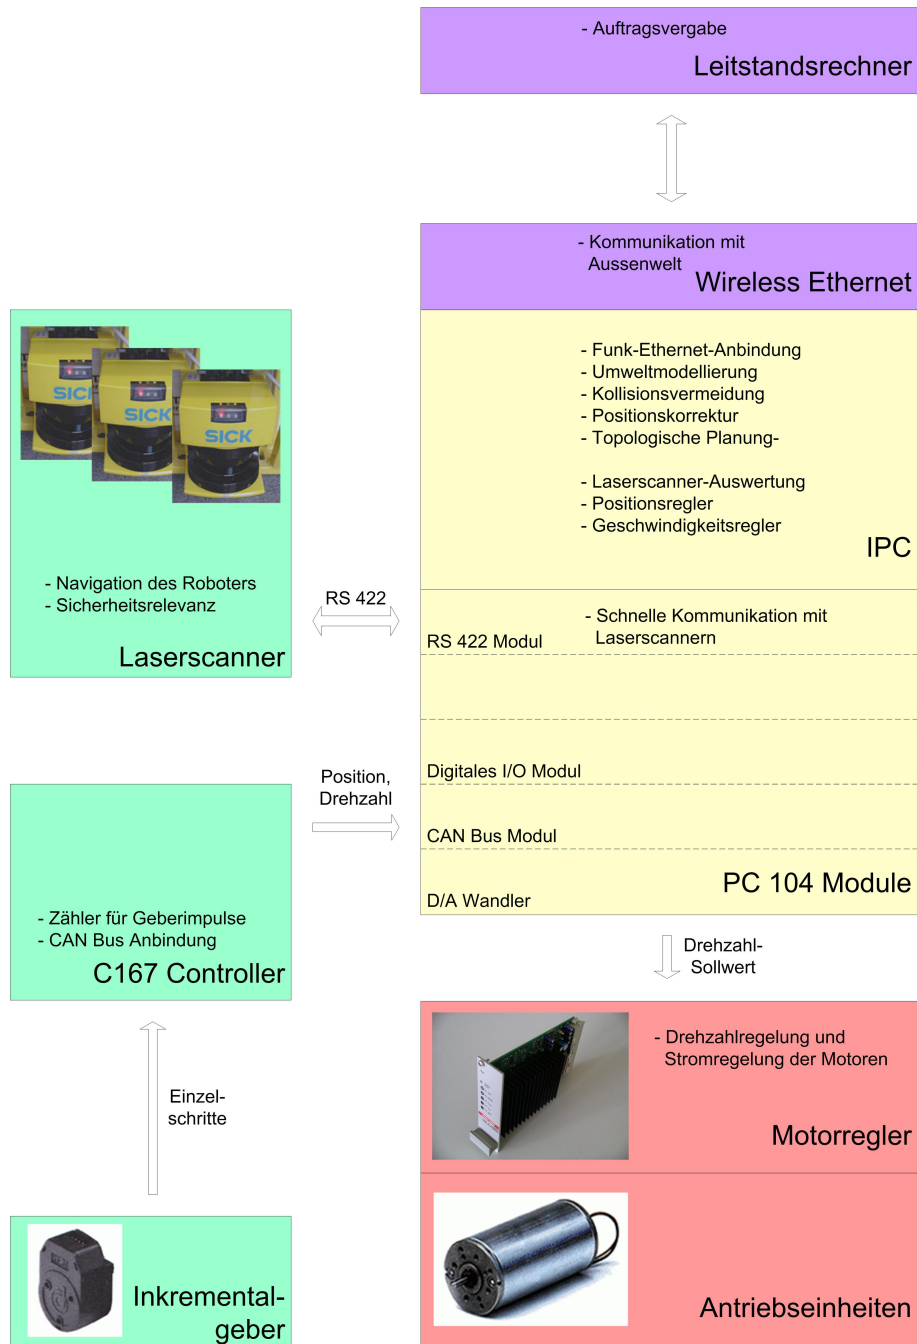 - Auftragsvergabe
Leitstandsrechner
- Kommunikation mit
Aussenwelt
Wireless Ethernet
- Funk-Ethernet-Anbindung
- Umweltmodellierung
- Kollisionsvermeidung
- Positionskorrektur
- Topologische Planung-
- Laserscanner-Auswertung
- Positionsregler
- Geschwindigkeitsregler
IPC
SICK
SICK
SICK
- Navigation des Roboters
- Sicherheitsrelevanz
Laserscanner
RS 422
- Schnelle Kommunikation mit
Laserscannern
RS 422 Modul
Digitales I/O Modul
CAN Bus Modul
D/A Wandler
PC 104 Module
Position,
Drehzahl
- Zähler für Geberimpulse
- CAN Bus Anbindung
C167 Controller
Drehzahl-
Sollwert
- Drehzahlregelung und
Stromregelung der Motoren
Motorregler
Einzel-
schritte
Inkremental-
geber
Antriebseinheiten